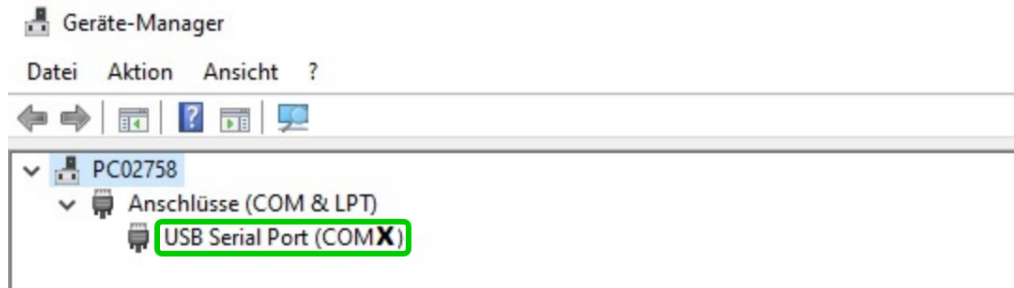 Geräte-Manager
Datei Aktion Ansicht ?
PC02758
Anschlüsse (COM & LPT)
USB Serial Port (COMX)